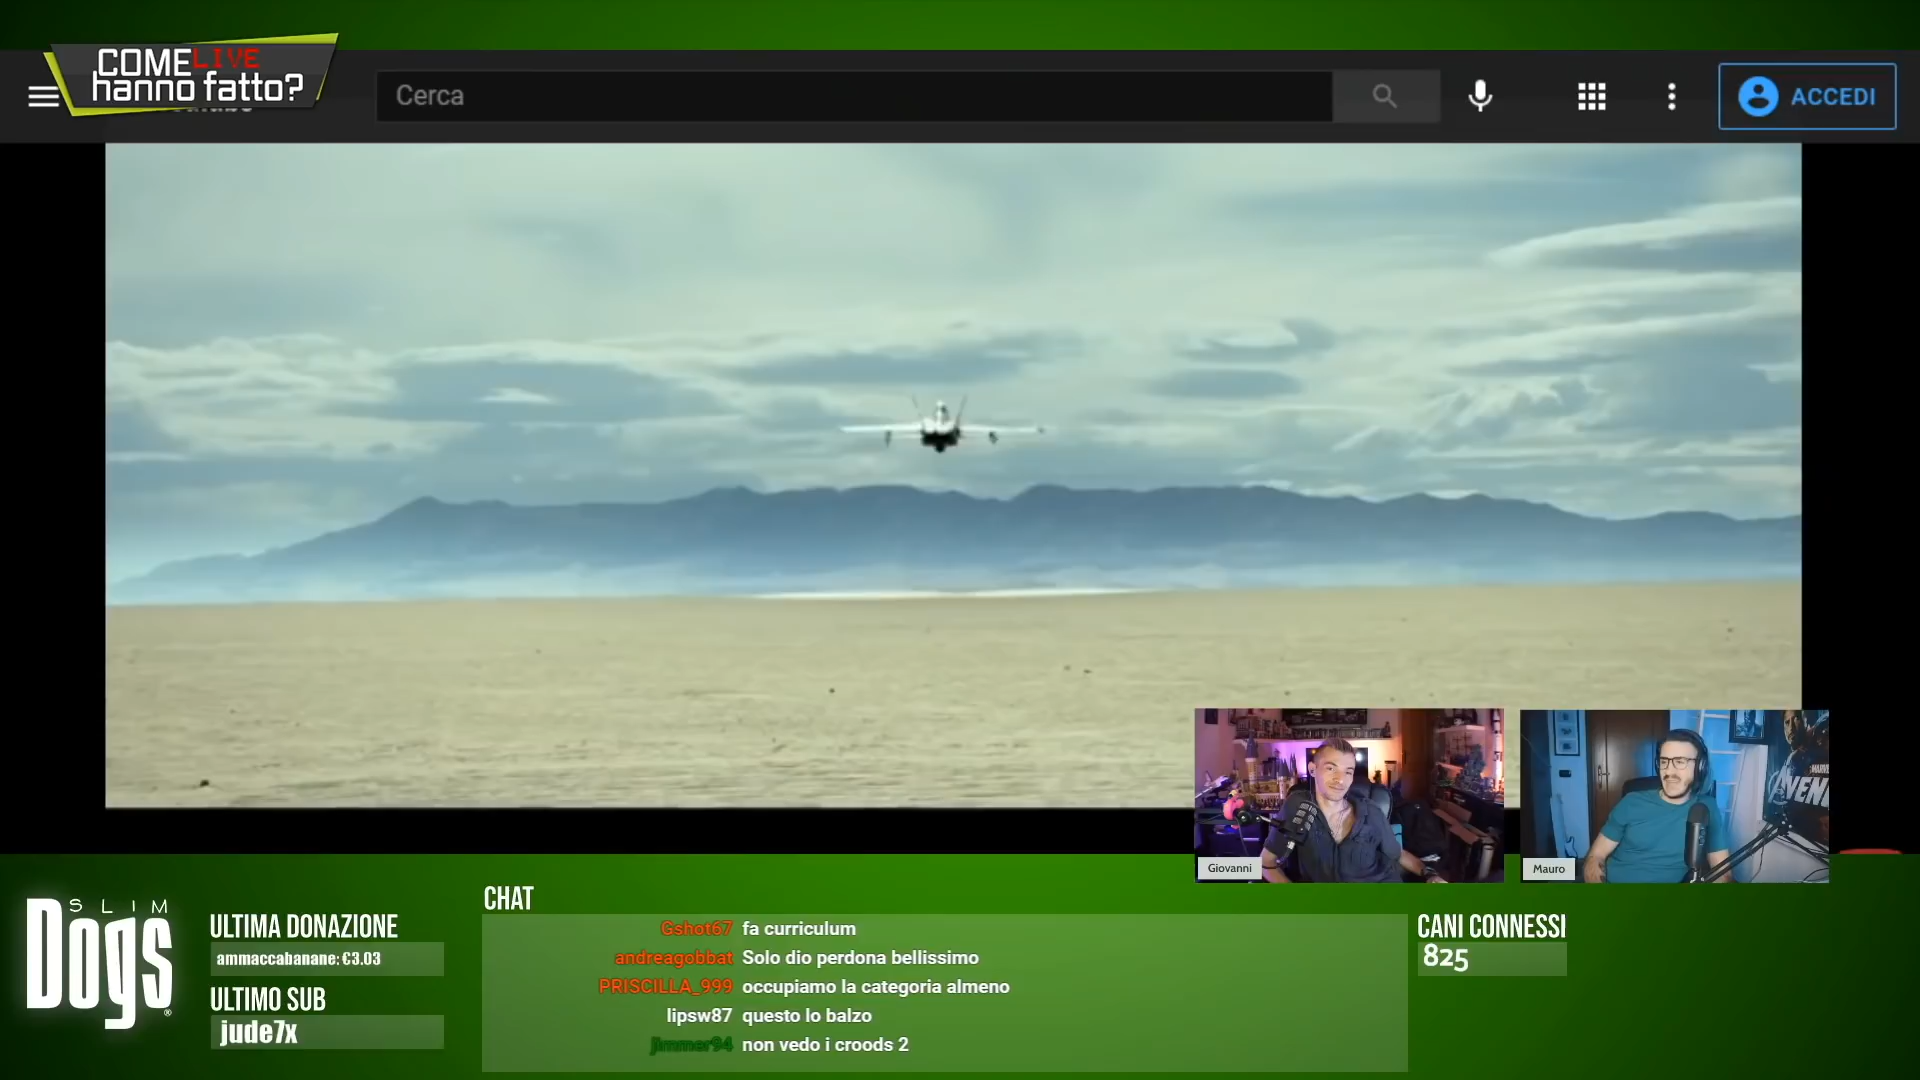 COME LIVE
hanno fatto?
Cerca
ACCEDI
Giovanni
Mauro
SLIM
Dogs
®
ULTIMA DONAZIONE
ammaccabanane: €3.03
ULTIMO SUB
jude7x
CHAT
Gshot67 fa curriculum
andreagobbat Solo dio perdona bellissimo
PRISCILLA_999 occupiamo la categoria almeno
lipsw87 questo lo balzo
jimmer94 non vedo i croods 2
CANI CONNESSI
825